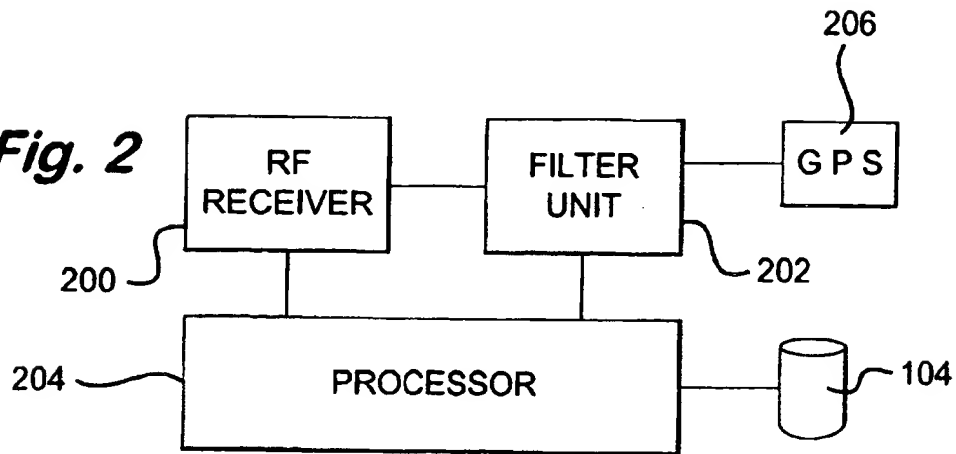 206
Fig. 2
RF
RECEIVER
FILTER
UNIT
G P S
200
202
204
PROCESSOR
104